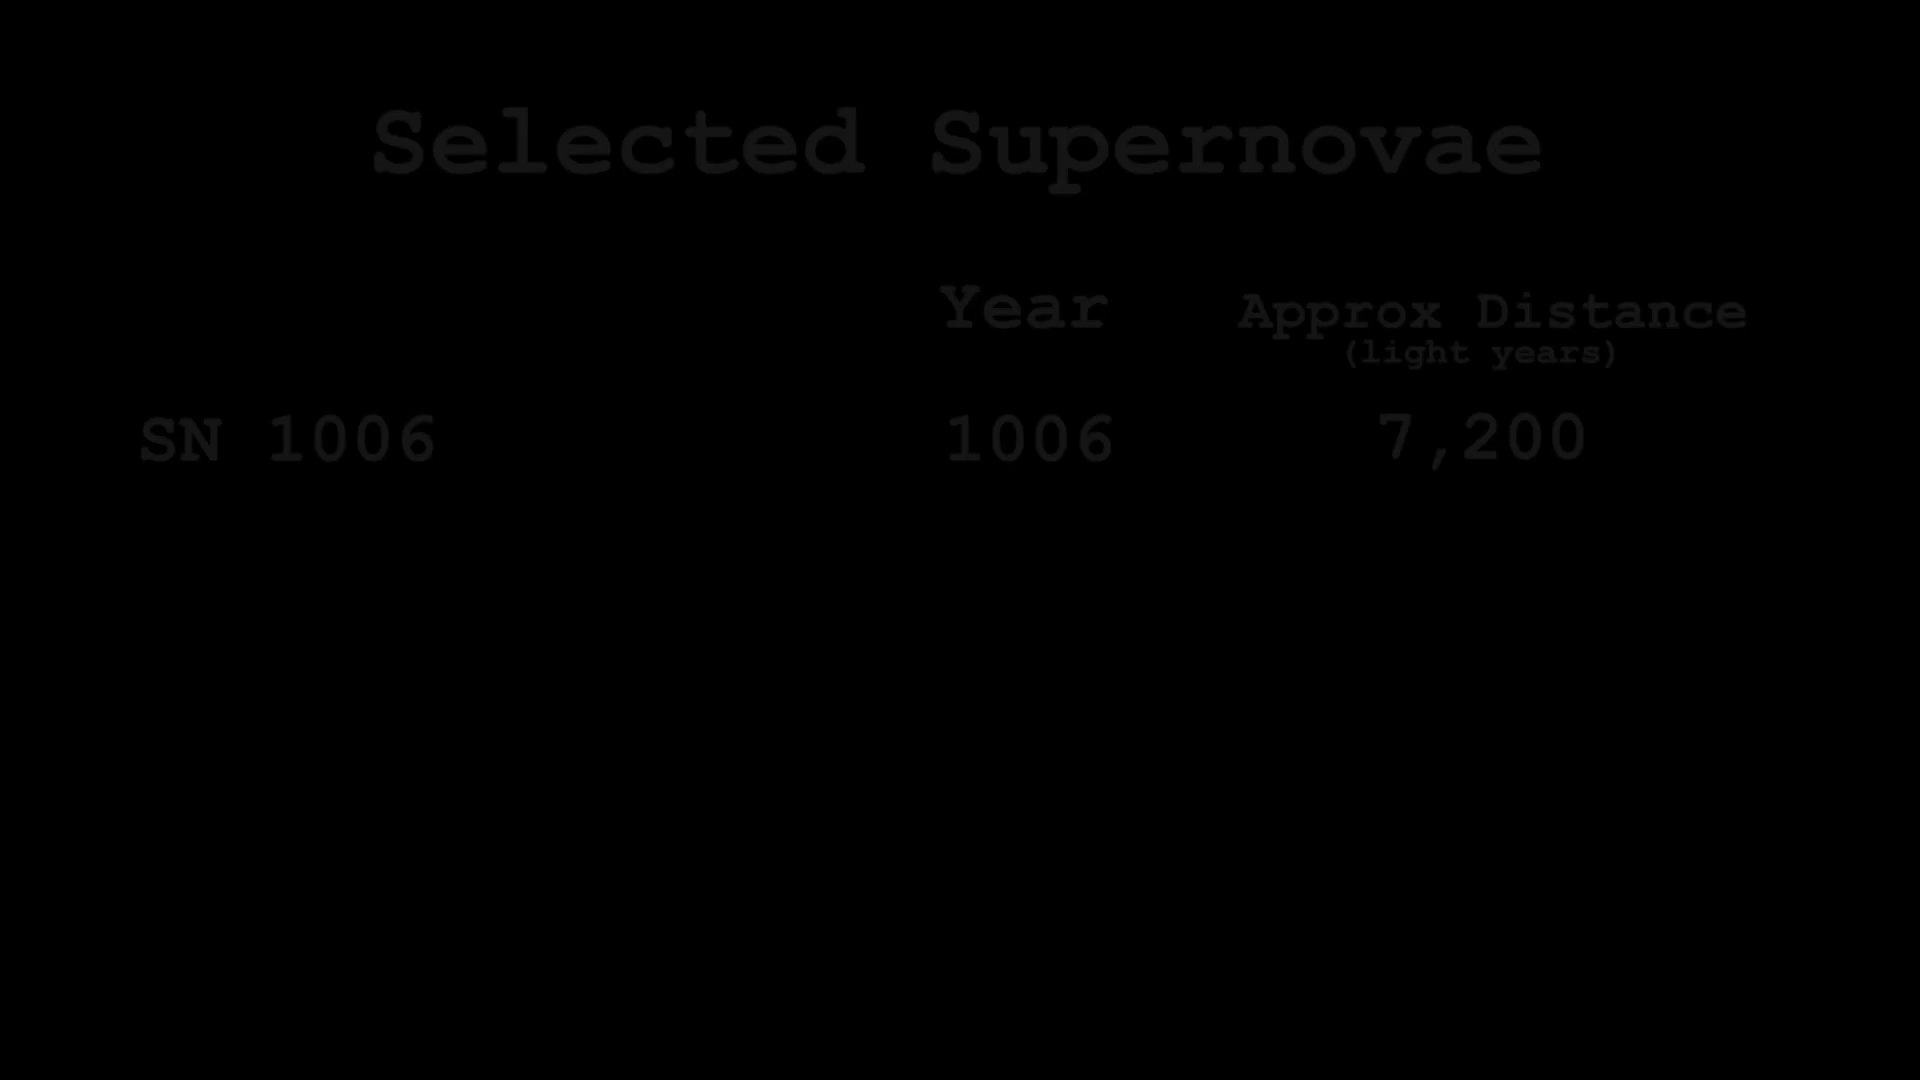 Selected Supernovae
Year Approx Distance
(light years)
SN 1006 1006 7,200